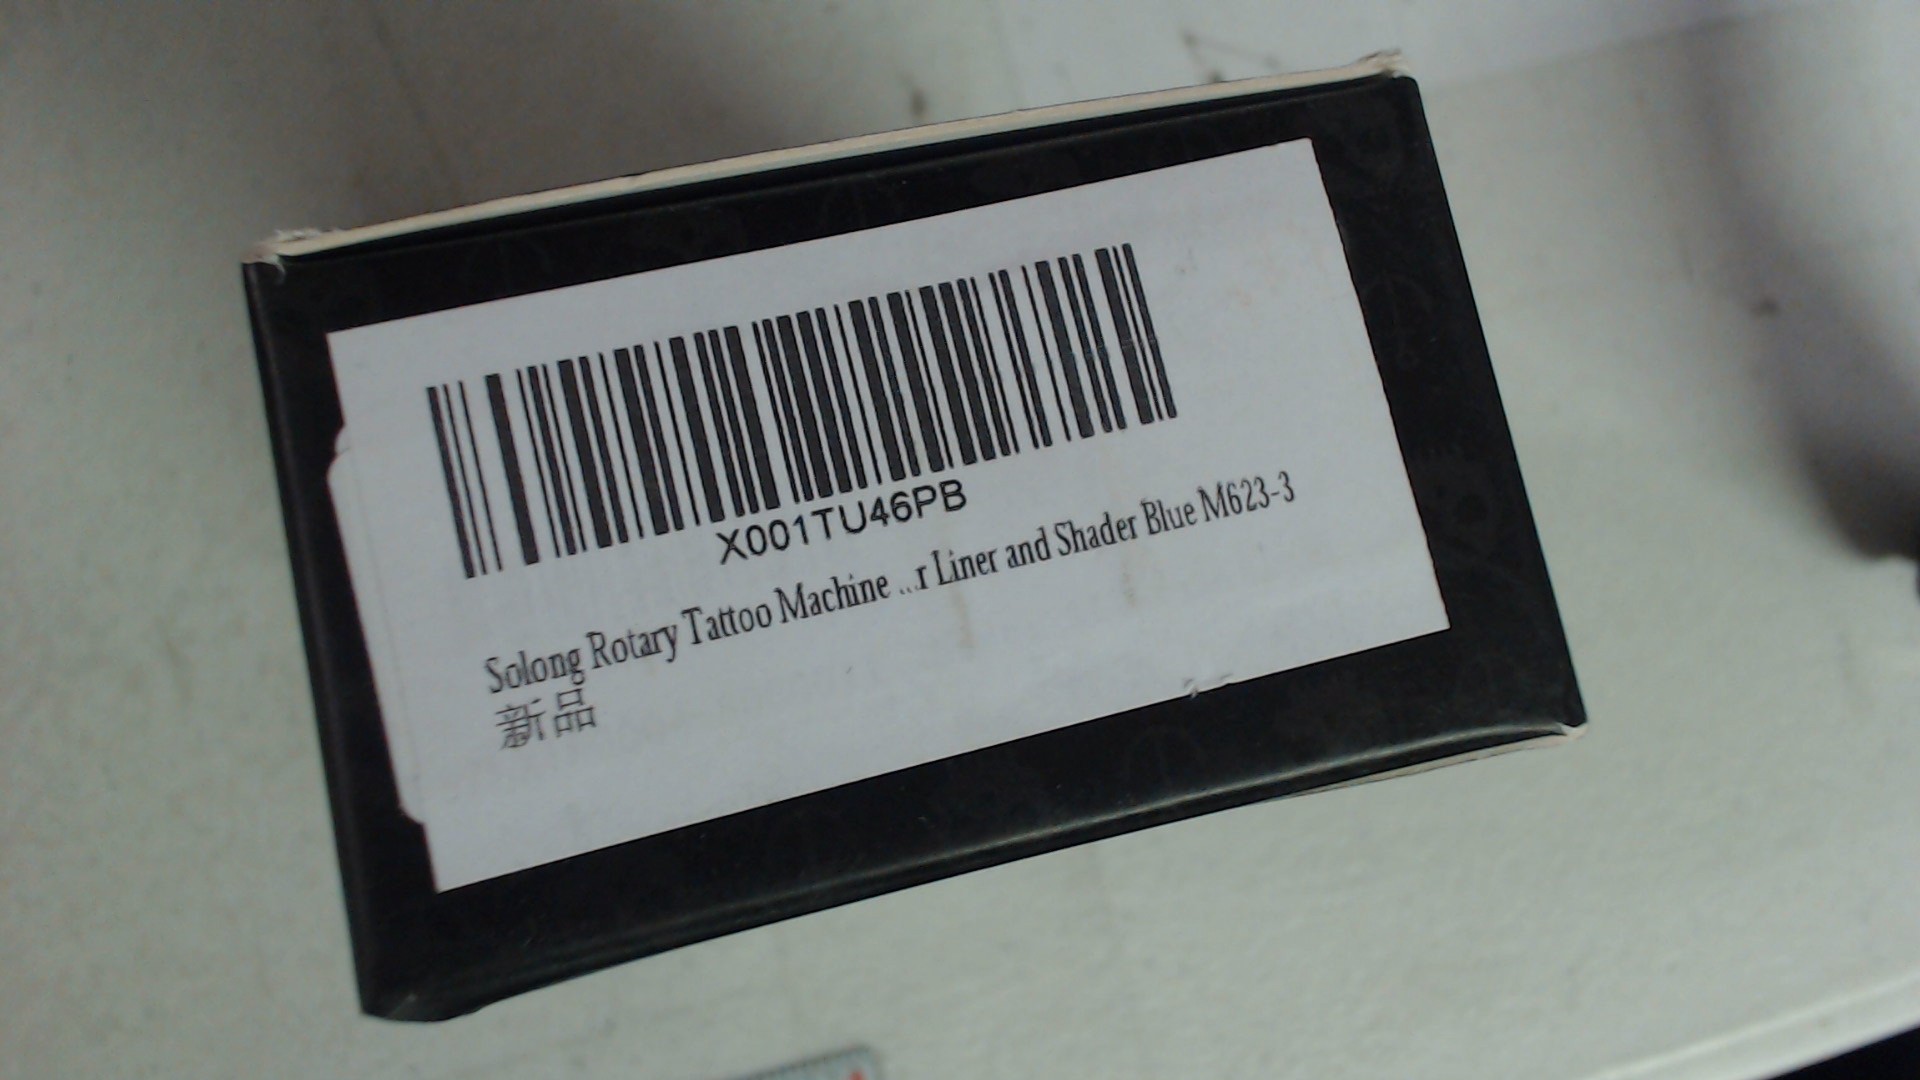 X001TU46PB
Solong Rotary Tattoo Machine ...r Liner and Shader Blue M623-3
新品